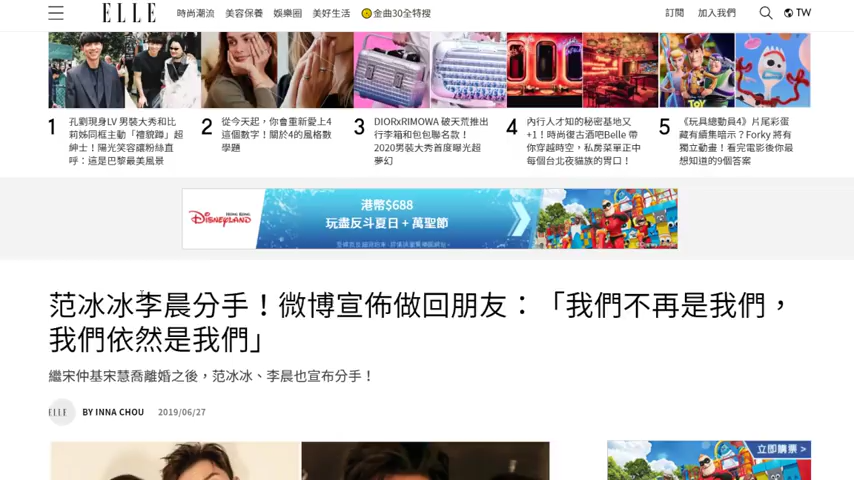 ELLE 時尚潮流 美容保養 娛樂圈 美好生活 金曲30全特搜 訂閱 加入我們 TW
1 孔劉現身LV 男裝大秀和比
莉姊同框主動「禮貌蹲」超
紳士！陽光笑容讓粉絲直
呼：這是巴黎最美風景
2 從今天起，你會重新愛上4
這個數字！關於4的風格數
學題
3 DIORxRIMOWA 破天荒推出
行李箱和包包聯名款！
2020男裝大秀首度曝光超
夢幻
4 內行人才知的秘密基地又
+1！時尚復古酒吧Belle 帶
你穿越時空，私房菜單正中
每個台北夜貓族的胃口！
5 《玩具總動員4》片尾彩蛋
藏有續集暗示？Forky 將有
獨立動畫！看完電影後你最
想知道的9個答案
HONG KONG
DISNEYLAND
港幣$688
玩盡反斗夏日 + 萬聖節
©Disney
范冰冰李晨分手！微博宣佈做回朋友：「我們不再是我們，
我們依然是我們」
繼宋仲基宋慧喬離婚之後，范冰冰、李晨也宣布分手！
ELLE BY INNA CHOU 2019/06/27
立即購票 >